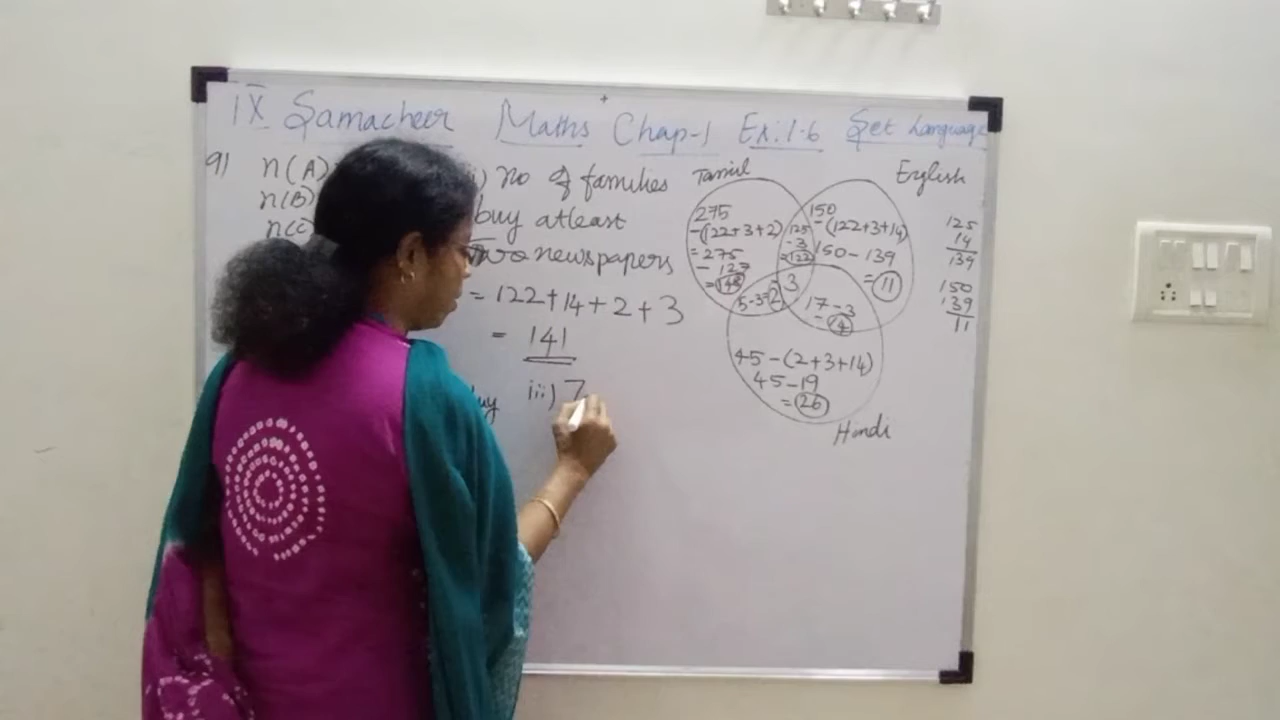 IX Samacheer Maths Chap-1 Ex:1.6 Set Language
9) n(A)
n(B)
n(C)
) no of families
buy atleast
Two newspapers
= 122+14+2+3
= 141
buy
iii) 7
Tamil
English
Hindi
275
-(122+3+2)
= 275
- 127
= 148
125
- 3
= 122
150
-(122+3+14)
150 - 139
= 11
5-3=2
3
17-3
= 14
45-(2+3+14)
45-19
= 26
125
14
139
150
139
11